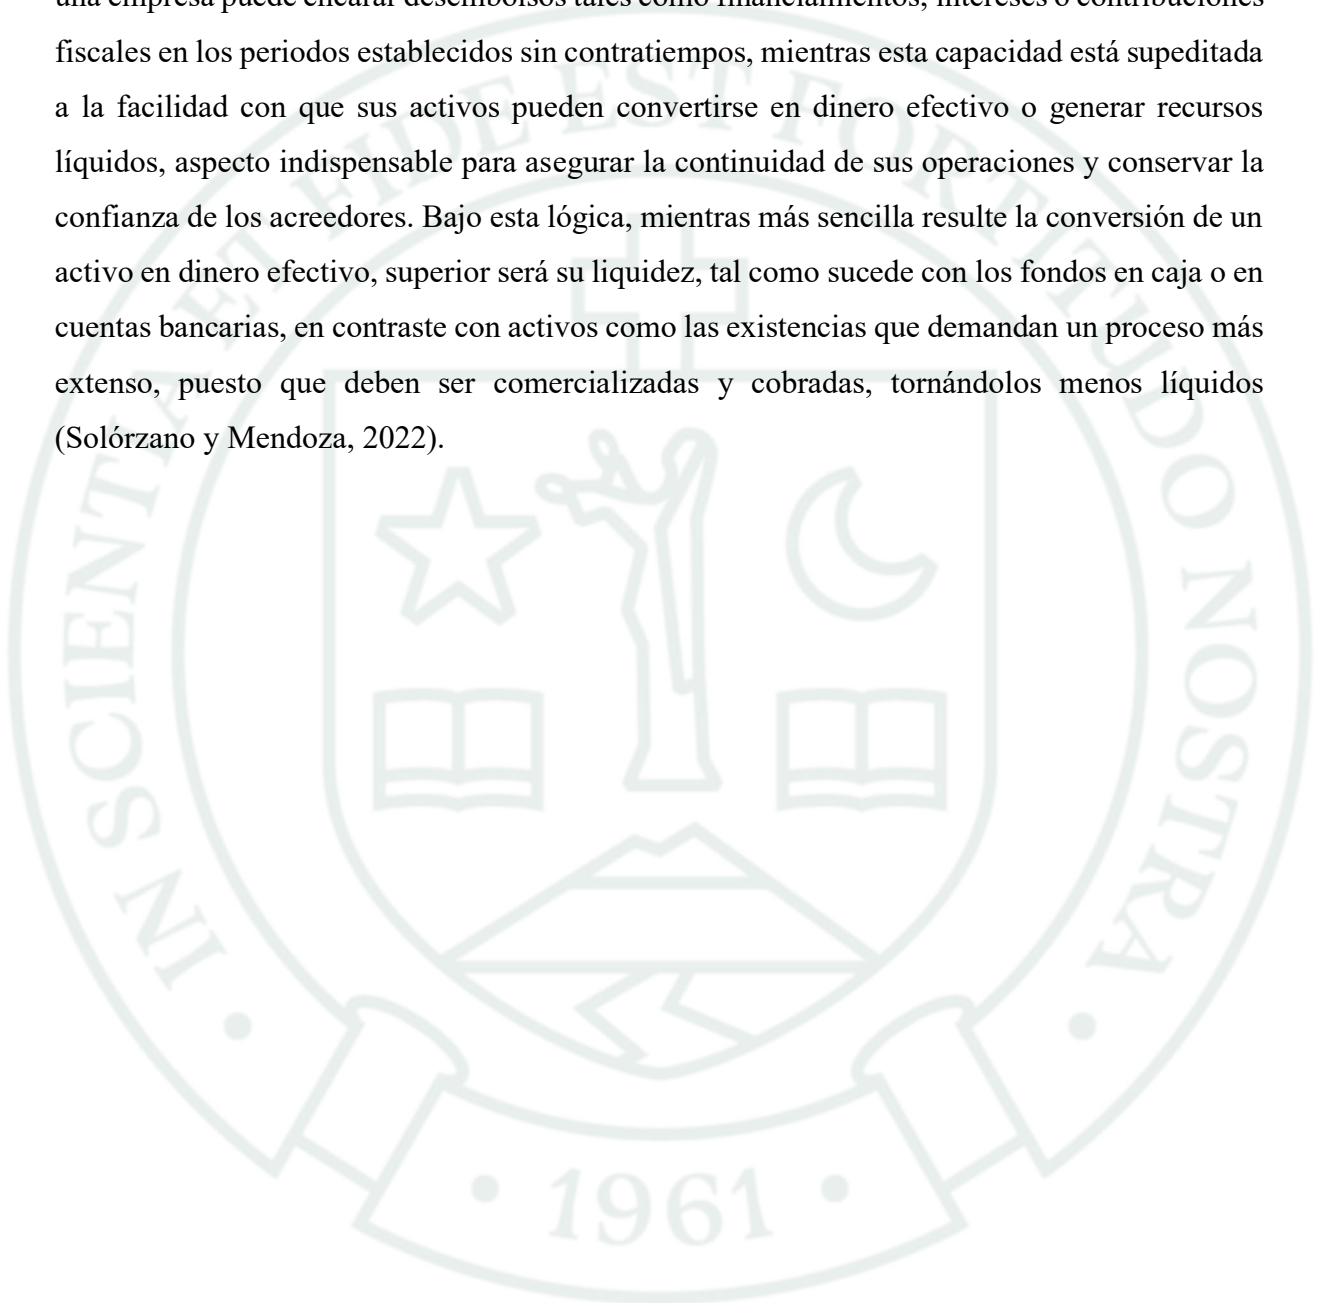 una empresa puede encarar desembolsos tales como financiamientos, intereses o contribuciones
fiscales en los periodos establecidos sin contratiempos, mientras esta capacidad está supeditada
a la facilidad con que sus activos pueden convertirse en dinero efectivo o generar recursos
líquidos, aspecto indispensable para asegurar la continuidad de sus operaciones y conservar la
confianza de los acreedores. Bajo esta lógica, mientras más sencilla resulte la conversión de un
activo en dinero efectivo, superior será su liquidez, tal como sucede con los fondos en caja o en
cuentas bancarias, en contraste con activos como las existencias que demandan un proceso más
extenso, puesto que deben ser comercializadas y cobradas, tornándolos menos líquidos
(Solórzano y Mendoza, 2022).
IN SCIENTIA ET FIDE EST FORTITUDO NOSTRA
• 1961 •